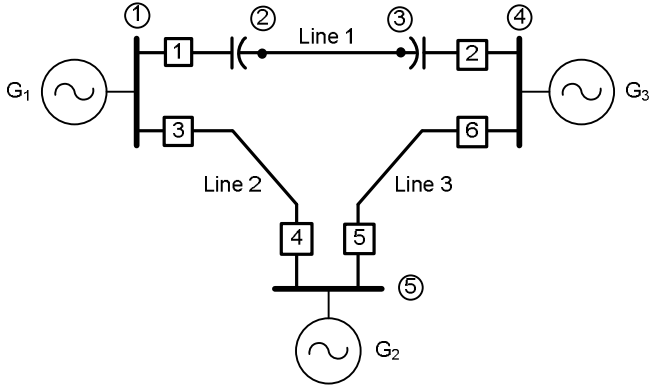 ① ② ③ ④
1 Line 1 2
G₁ G₃
3 6
Line 2 Line 3
4 5
⑤
G₂